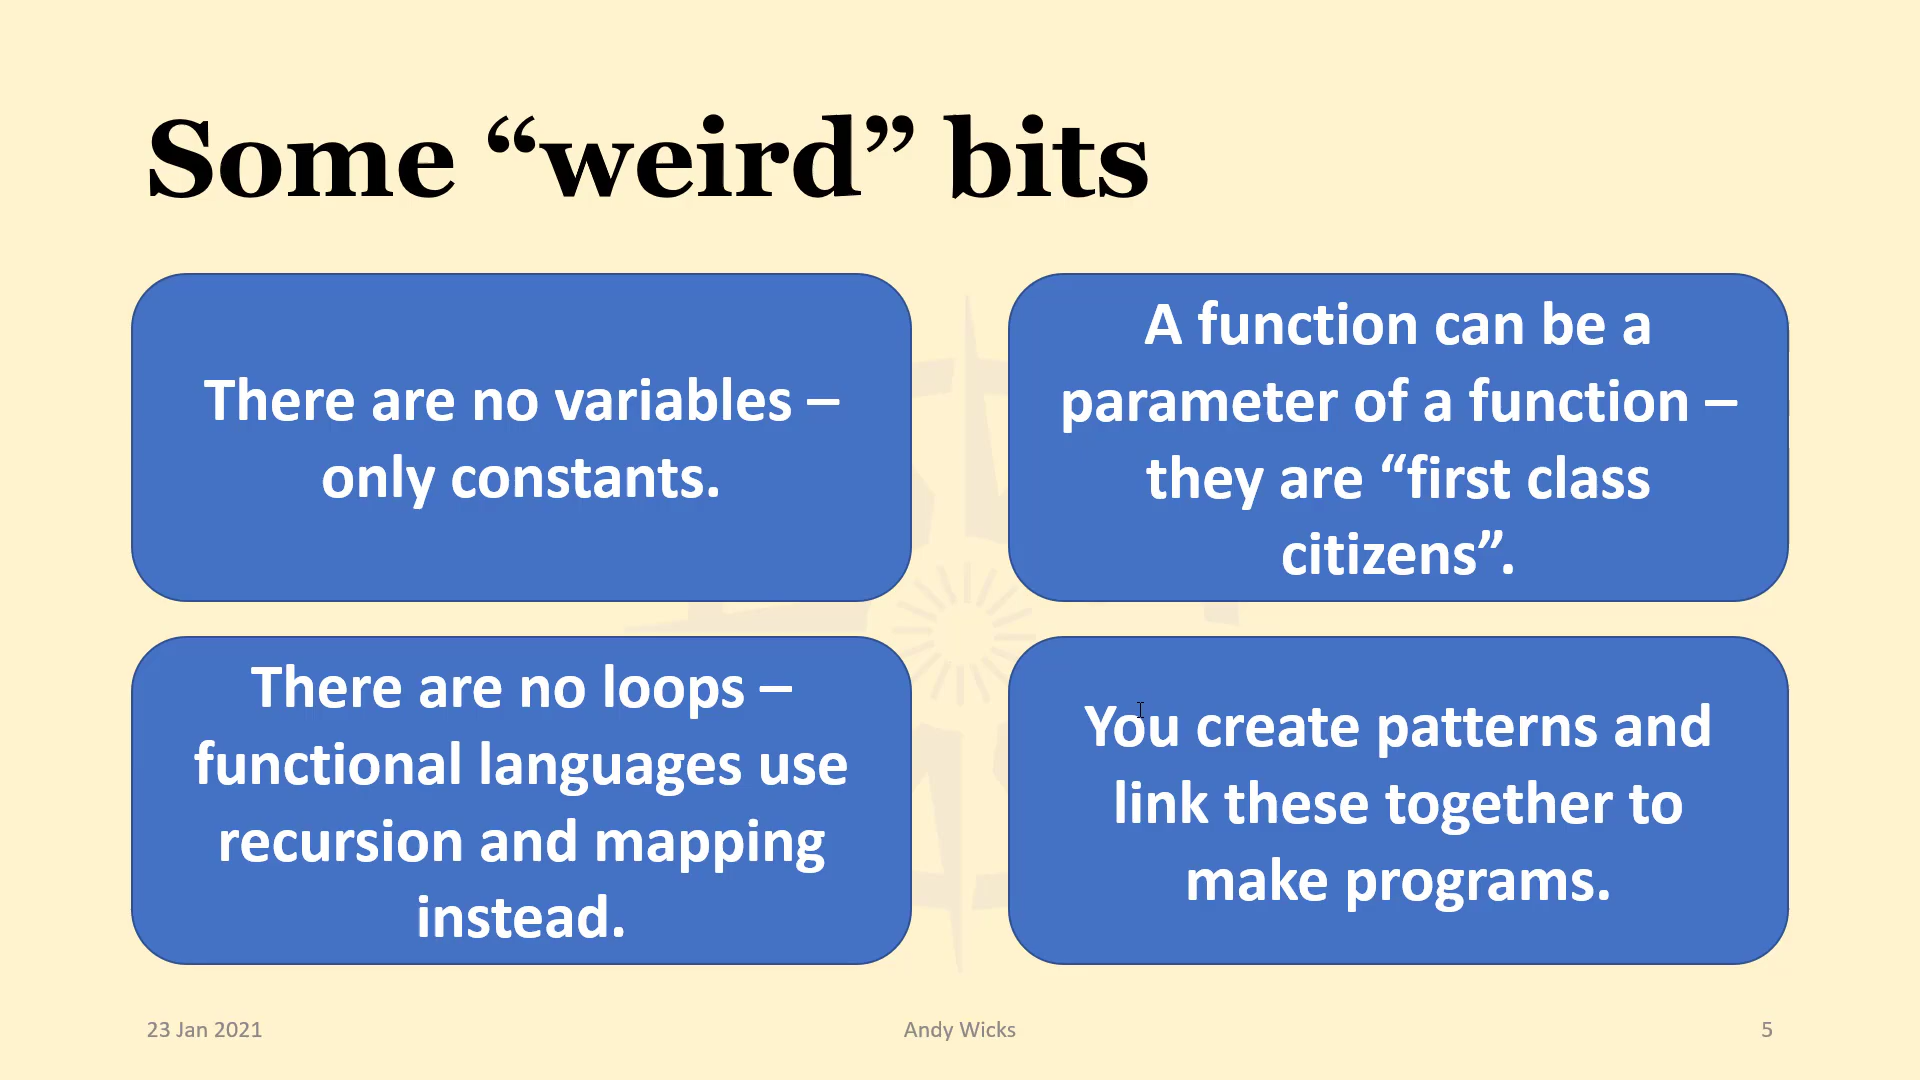 Some “weird” bits
There are no variables –
only constants.
A function can be a
parameter of a function –
they are “first class
citizens”.
There are no loops –
functional languages use
recursion and mapping
instead.
You create patterns and
link these together to
make programs.
23 Jan 2021
Andy Wicks
5